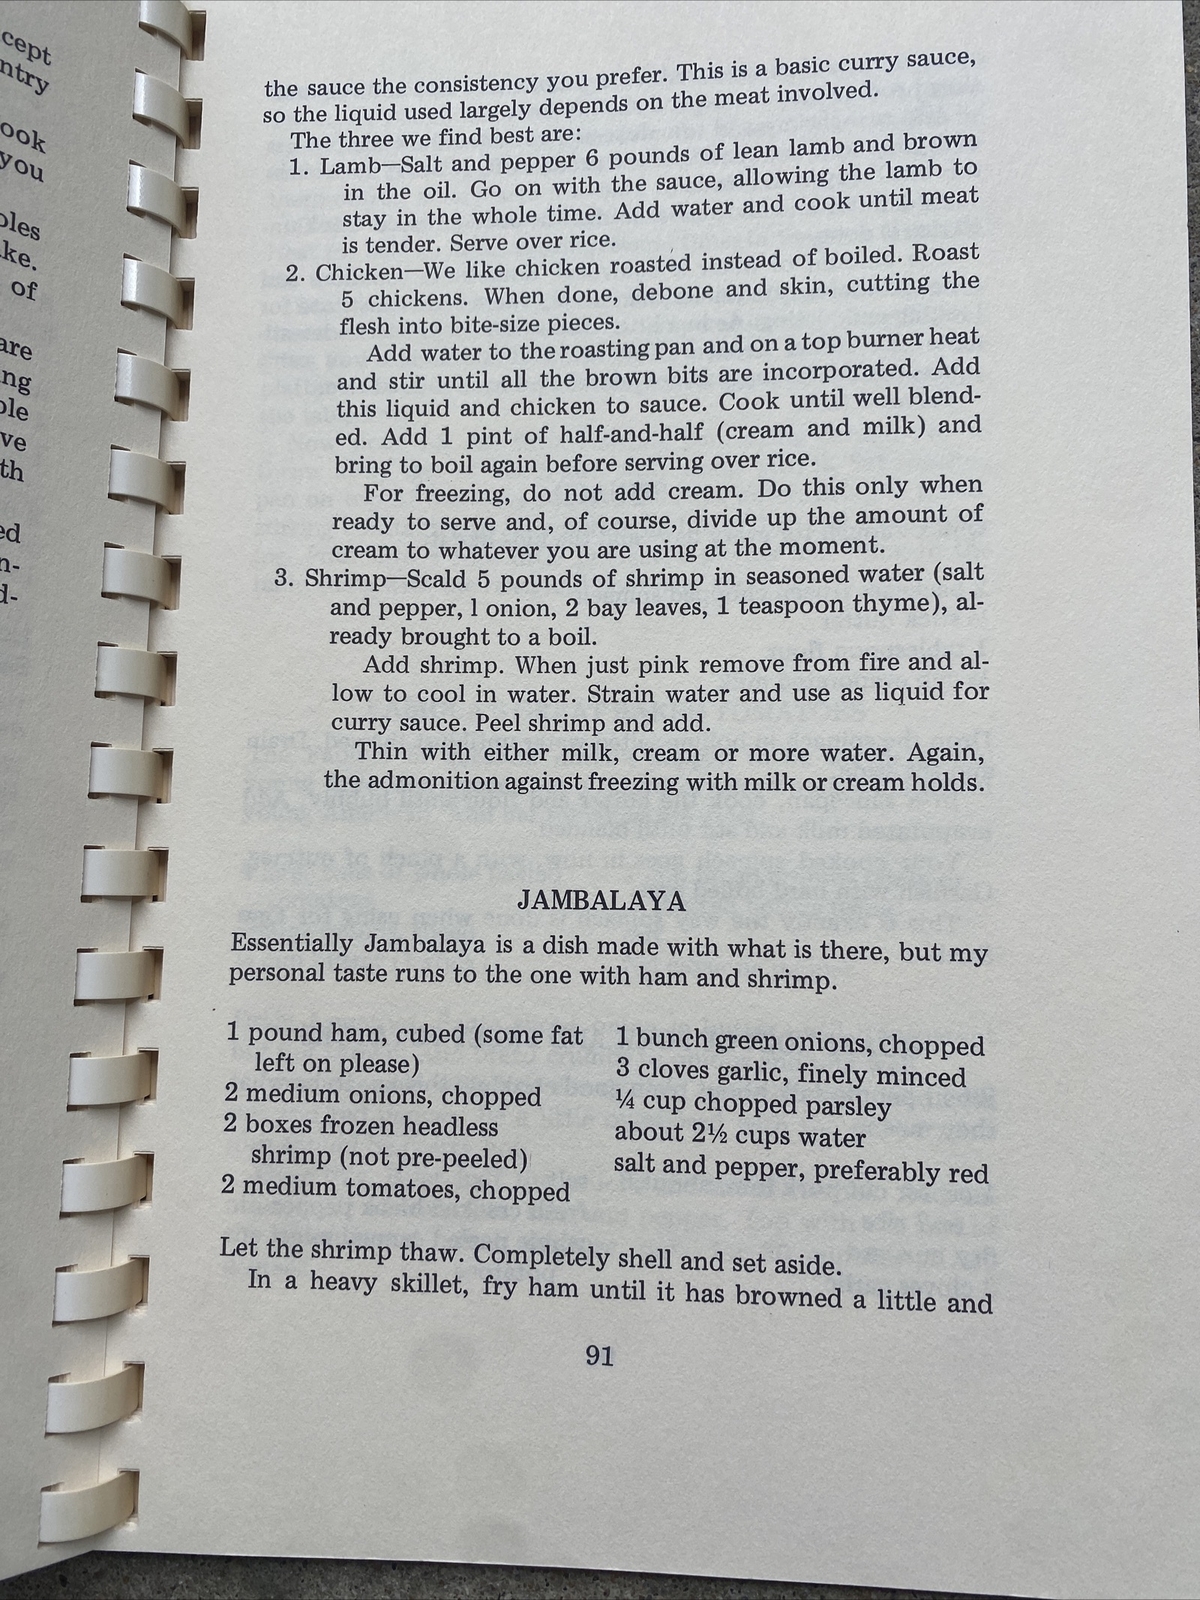 cept
ntry
ook
you
oles
ke.
of
are
ng
ole
ve
th
ed
n-
d-
the sauce the consistency you prefer. This is a basic curry sauce,
so the liquid used largely depends on the meat involved.
The three we find best are:
1. Lamb—Salt and pepper 6 pounds of lean lamb and brown
in the oil. Go on with the sauce, allowing the lamb to
stay in the whole time. Add water and cook until meat
is tender. Serve over rice.
2. Chicken—We like chicken roasted instead of boiled. Roast
5 chickens. When done, debone and skin, cutting the
flesh into bite-size pieces.
Add water to the roasting pan and on a top burner heat
and stir until all the brown bits are incorporated. Add
this liquid and chicken to sauce. Cook until well blend-
ed. Add 1 pint of half-and-half (cream and milk) and
bring to boil again before serving over rice.
For freezing, do not add cream. Do this only when
ready to serve and, of course, divide up the amount of
cream to whatever you are using at the moment.
3. Shrimp—Scald 5 pounds of shrimp in seasoned water (salt
and pepper, l onion, 2 bay leaves, 1 teaspoon thyme), al-
ready brought to a boil.
Add shrimp. When just pink remove from fire and al-
low to cool in water. Strain water and use as liquid for
curry sauce. Peel shrimp and add.
Thin with either milk, cream or more water. Again,
the admonition against freezing with milk or cream holds.
JAMBALAYA
Essentially Jambalaya is a dish made with what is there, but my
personal taste runs to the one with ham and shrimp.
1 pound ham, cubed (some fat
left on please)
2 medium onions, chopped
2 boxes frozen headless
shrimp (not pre-peeled)
2 medium tomatoes, chopped
1 bunch green onions, chopped
3 cloves garlic, finely minced
¼ cup chopped parsley
about 2½ cups water
salt and pepper, preferably red
Let the shrimp thaw. Completely shell and set aside.
In a heavy skillet, fry ham until it has browned a little and
91